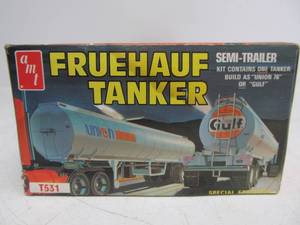 amt
FRUEHAUF
TANKER
SEMI-TRAILER
KIT CONTAINS ONE TANKER
BUILD AS "UNION 76"
OR "GULF"
union
Gulf
T531
SPECIAL